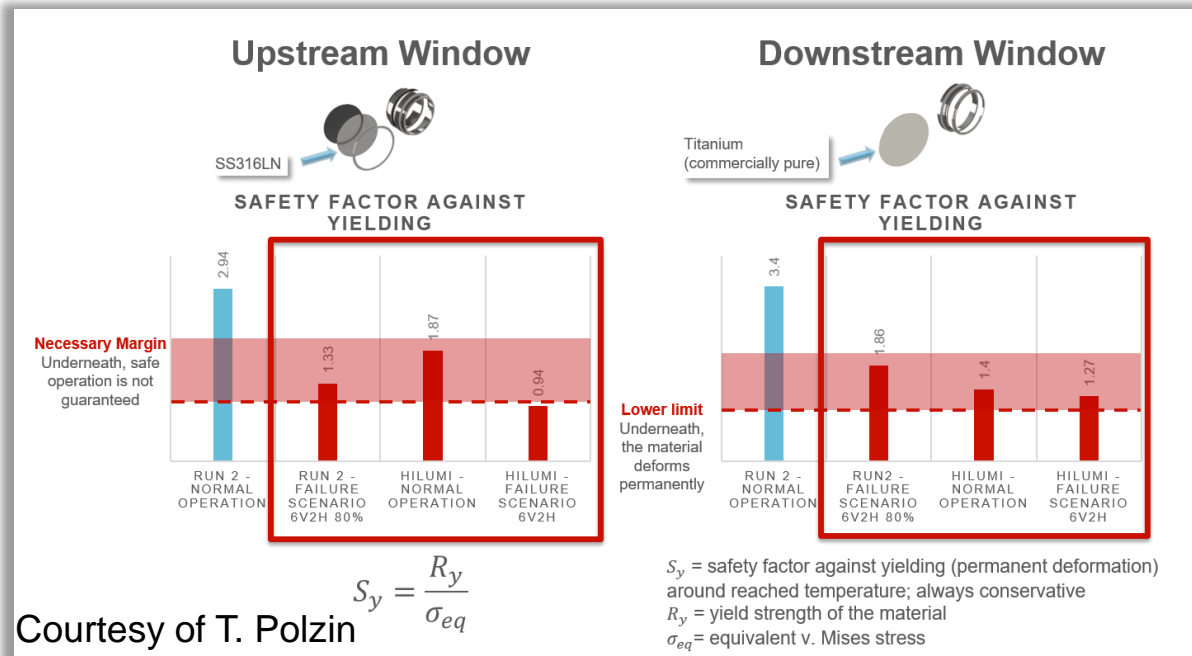 Upstream Window
SS316LN
SAFETY FACTOR AGAINST
YIELDING
2.94
1.33
1.87
0.94
Necessary Margin
Underneath, safe
operation is not
guaranteed
RUN 2 -
NORMAL
OPERATION
RUN 2 -
FAILURE
SCENARIO
6V2H 80%
HILUMI -
NORMAL
OPERATION
HILUMI -
FAILURE
SCENARIO
6V2H
Downstream Window
Titanium
(commercially pure)
SAFETY FACTOR AGAINST
YIELDING
3.4
1.86
1.4
1.27
Lower limit
Underneath,
the material
deforms
permanently
RUN 2 -
NORMAL
OPERATION
RUN2 -
FAILURE
SCENARIO
6V2H 80%
HILUMI -
NORMAL
OPERATION
HILUMI -
FAILURE
SCENARIO
6V2H
S_y = R_y / σ_eq
S_y = safety factor against yielding (permanent deformation)
around reached temperature; always conservative
R_y = yield strength of the material
σ_eq= equivalent v. Mises stress
Courtesy of T. Polzin